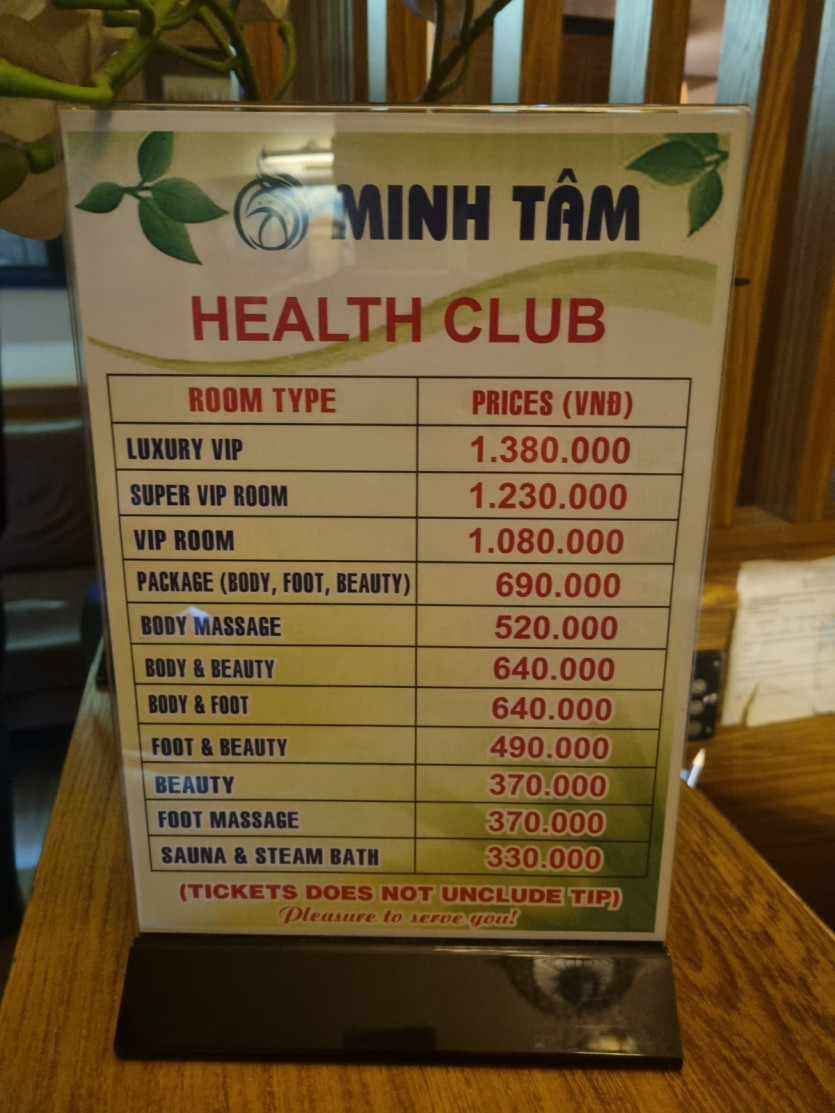 MINH TÂM
HEALTH CLUB
ROOM TYPE PRICES (VNĐ)
LUXURY VIP 1.380.000
SUPER VIP ROOM 1.230.000
VIP ROOM 1.080.000
PACKAGE (BODY, FOOT, BEAUTY) 690.000
BODY MASSAGE 520.000
BODY & BEAUTY 640.000
BODY & FOOT 640.000
FOOT & BEAUTY 490.000
BEAUTY 370.000
FOOT MASSAGE 370.000
SAUNA & STEAM BATH 330.000
(TICKETS DOES NOT UNCLUDE TIP)
Pleasure to serve you!